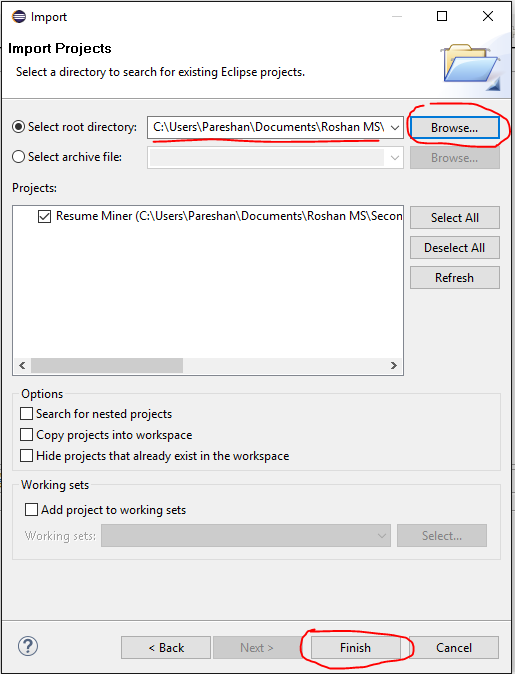 Import
Import Projects
Select a directory to search for existing Eclipse projects.
Select root directory: C:\Users\Pareshan\Documents\Roshan MS\ Browse...
Select archive file: Browse...
Projects:
Resume Miner (C:\Users\Pareshan\Documents\Roshan MS\Secon
Select All
Deselect All
Refresh
Options
Search for nested projects
Copy projects into workspace
Hide projects that already exist in the workspace
Working sets
Add project to working sets
Working sets: Select...
? < Back Next > Finish Cancel